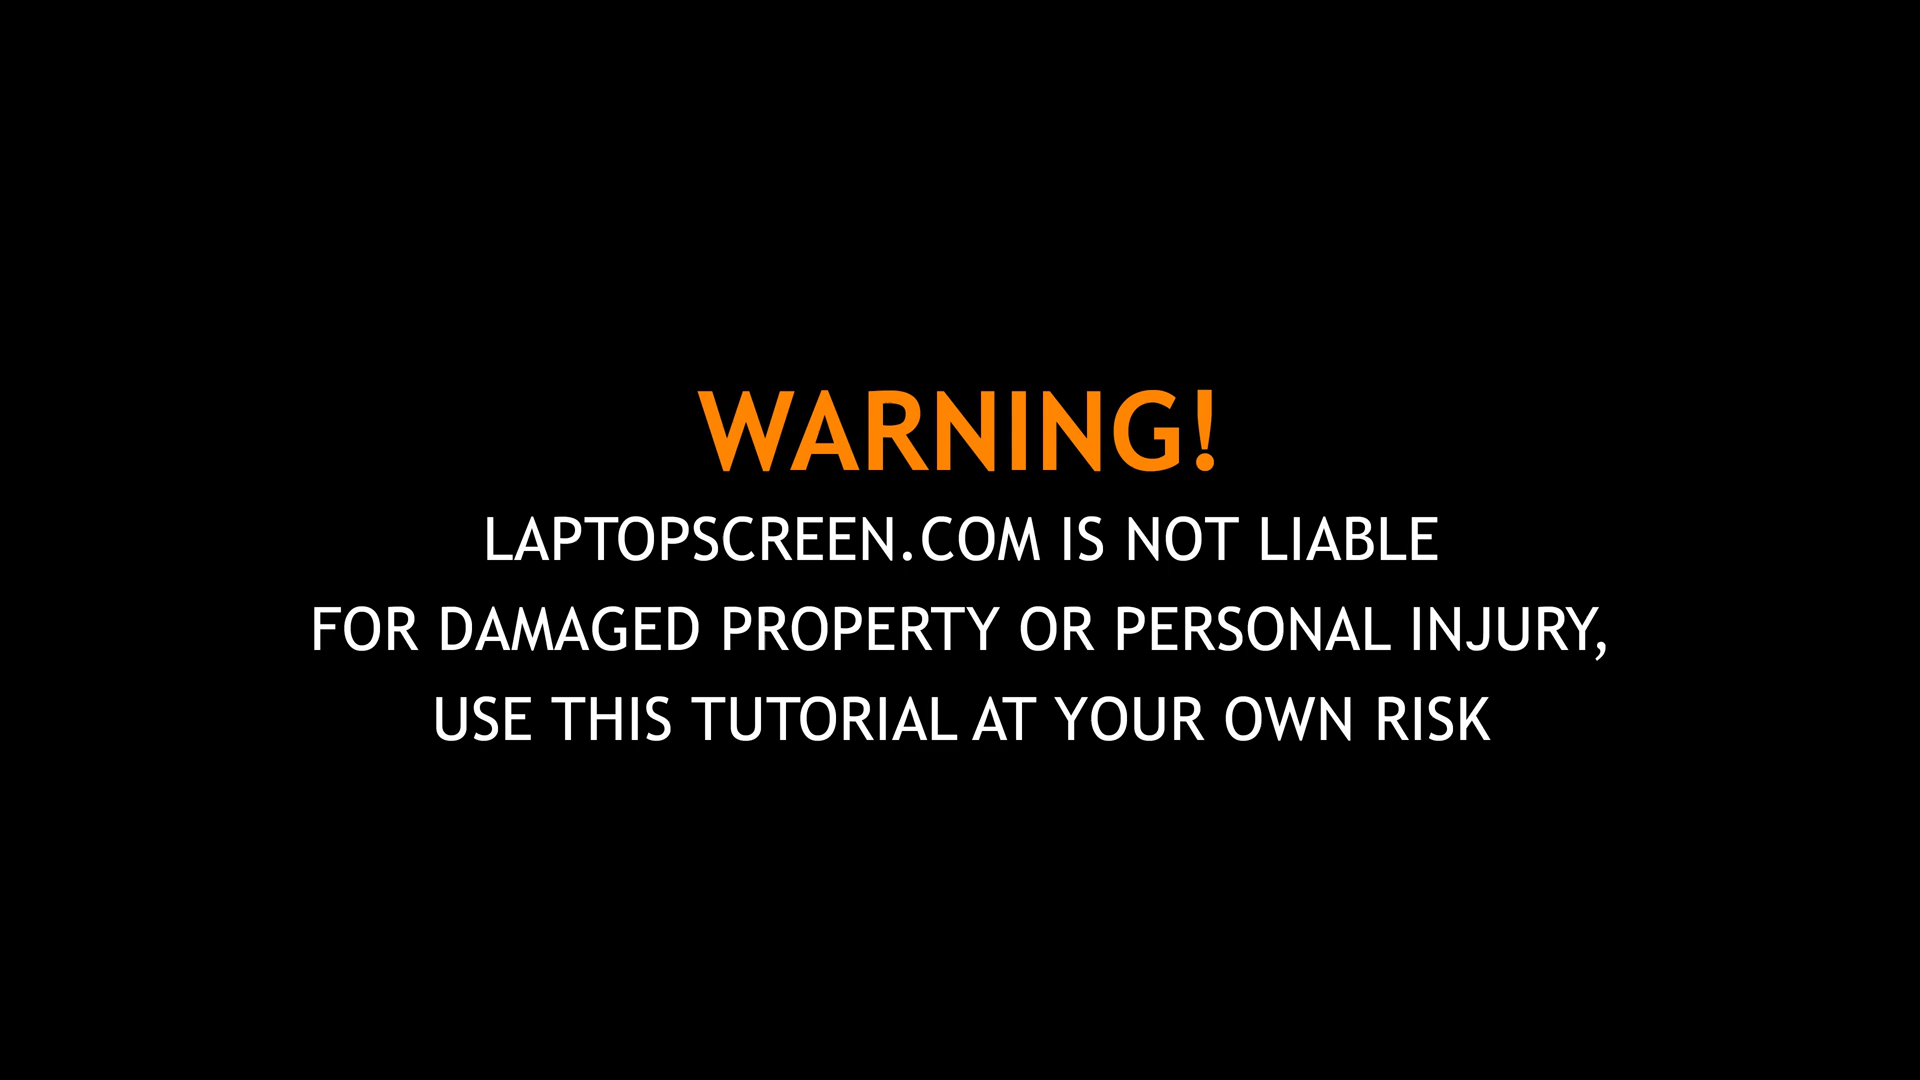 WARNING!
LAPTOPSCREEN.COM IS NOT LIABLE
FOR DAMAGED PROPERTY OR PERSONAL INJURY,
USE THIS TUTORIAL AT YOUR OWN RISK